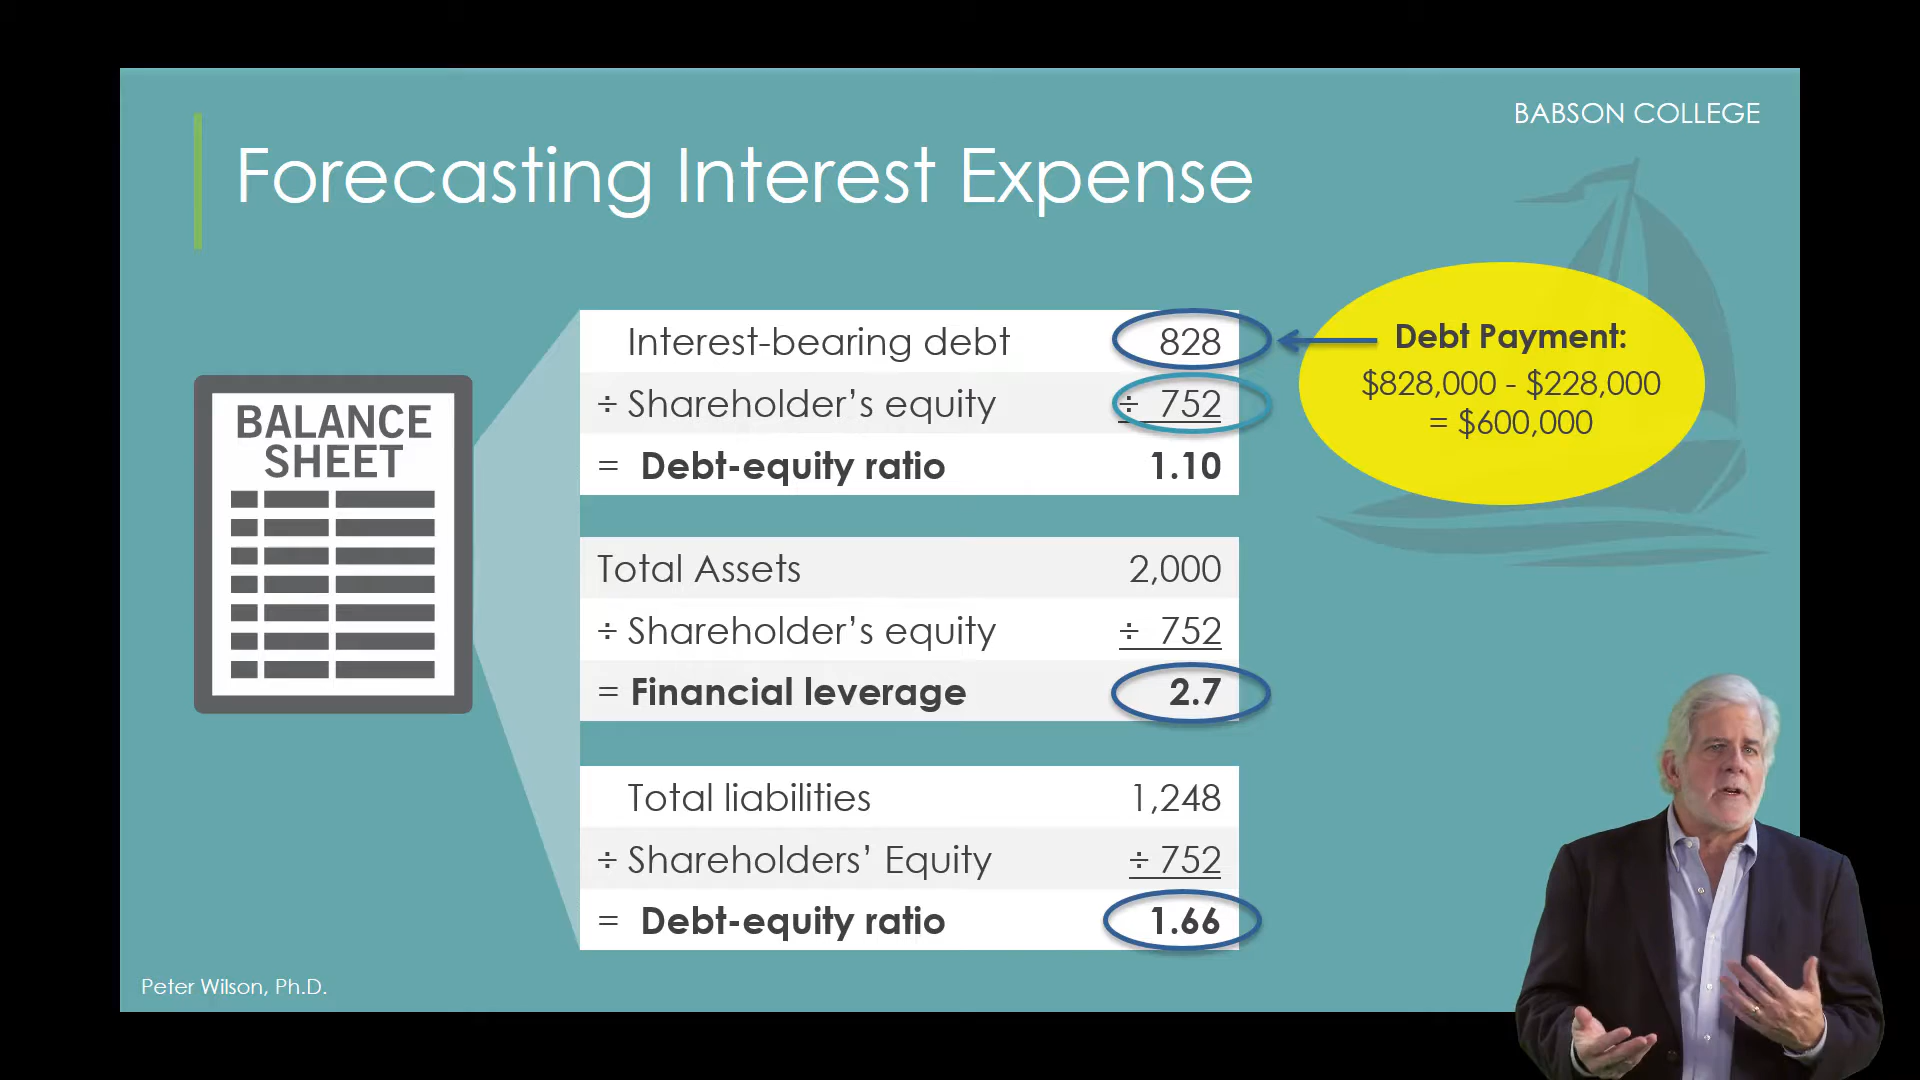 BABSON COLLEGE
Forecasting Interest Expense
BALANCE
SHEET
Interest-bearing debt 828
÷ Shareholder’s equity ÷ 752
= Debt-equity ratio 1.10
Debt Payment:
$828,000 - $228,000
= $600,000
Total Assets 2,000
÷ Shareholder’s equity ÷ 752
= Financial leverage 2.7
Total liabilities 1,248
÷ Shareholders’ Equity ÷ 752
= Debt-equity ratio 1.66
Peter Wilson, Ph.D.